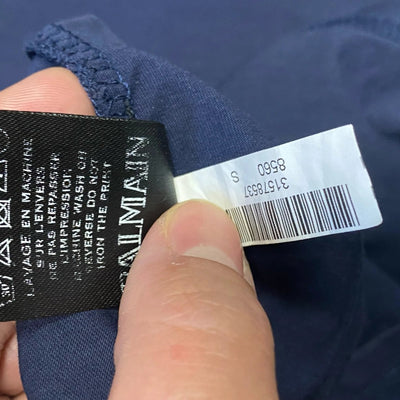 BALMAIN
LAVAGE EN MACHINE
SUR L'ENVERS
NE PAS REPASSER
L'IMPRESSION
MACHINE WASH ON
REVERSE DO NOT
IRON THE PRINT
31578537
8560
S